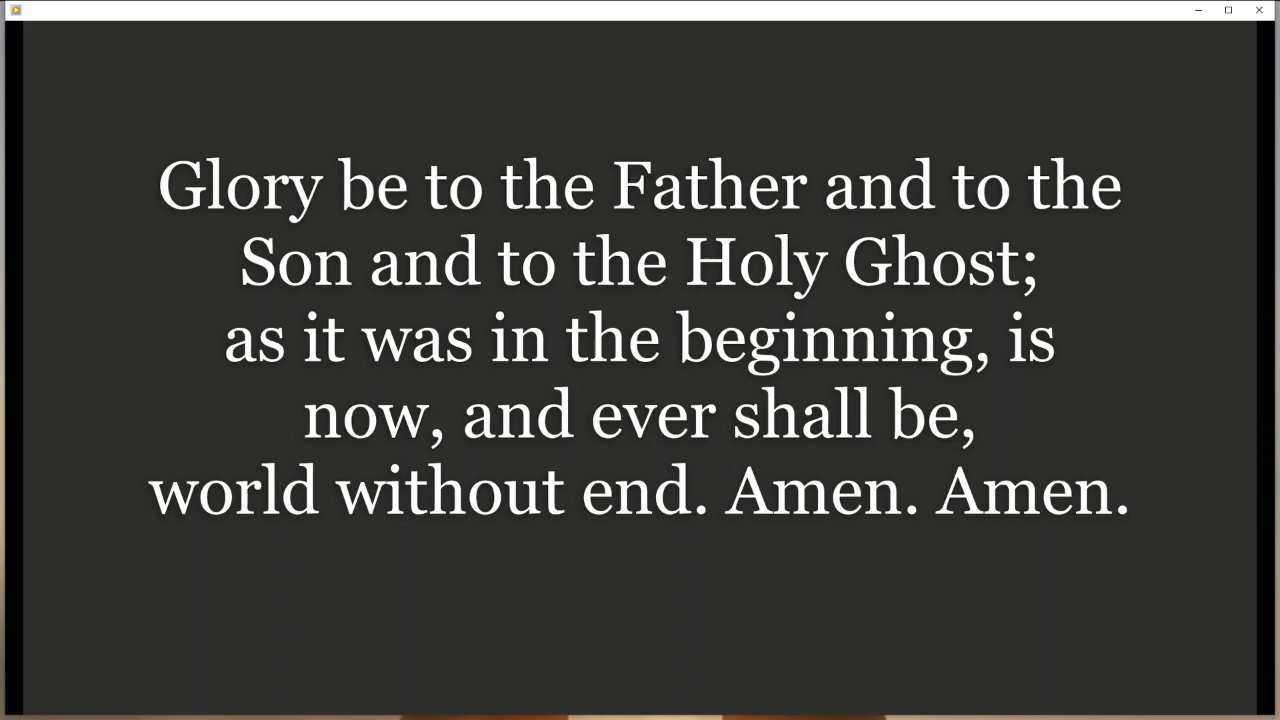 Glory be to the Father and to the
Son and to the Holy Ghost;
as it was in the beginning, is
now, and ever shall be,
world without end. Amen. Amen.